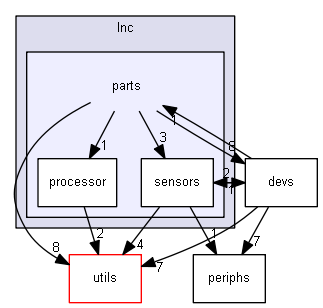 Inc
parts
1
1
3
8
processor
sensors
2
1
devs
2
4
1
7
8
7
utils
periphs